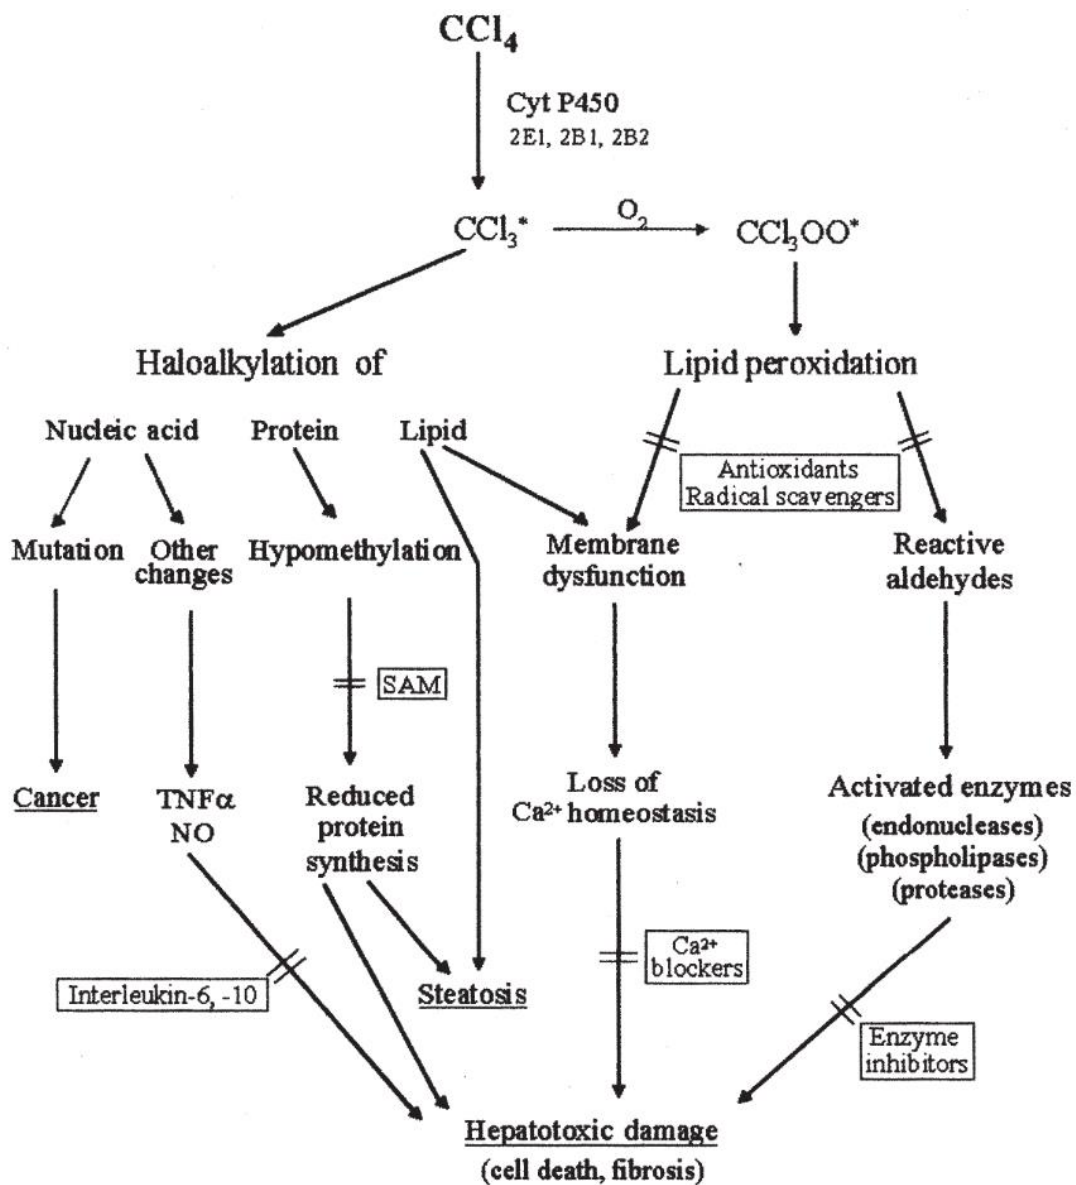 CCl₄
Cyt P450
2E1, 2B1, 2B2
CCl₃* O₂ CCl₃OO*
Haloalkylation of Lipid peroxidation
Nucleic acid Protein Lipid
Antioxidants
Radical scavengers
Mutation Other changes Hypomethylation Membrane dysfunction Reactive aldehydes
SAM
Cancer TNFα NO Reduced protein synthesis Loss of Ca²⁺ homeostasis Activated enzymes
(endonucleases)
(phospholipases)
(proteases)
Ca²⁺
blockers
Interleukin-6, -10 Steatosis
Enzyme
inhibitors
Hepatotoxic damage
(cell death, fibrosis)